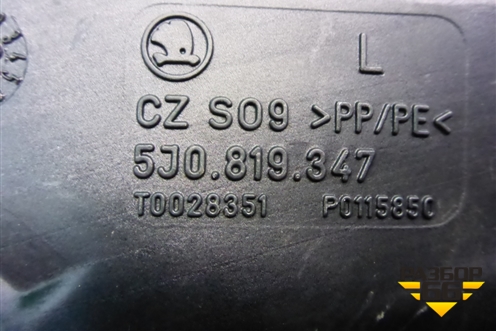 L
CZ S09 >PP/PE<
5J0.819.347
T0028351 P0115850